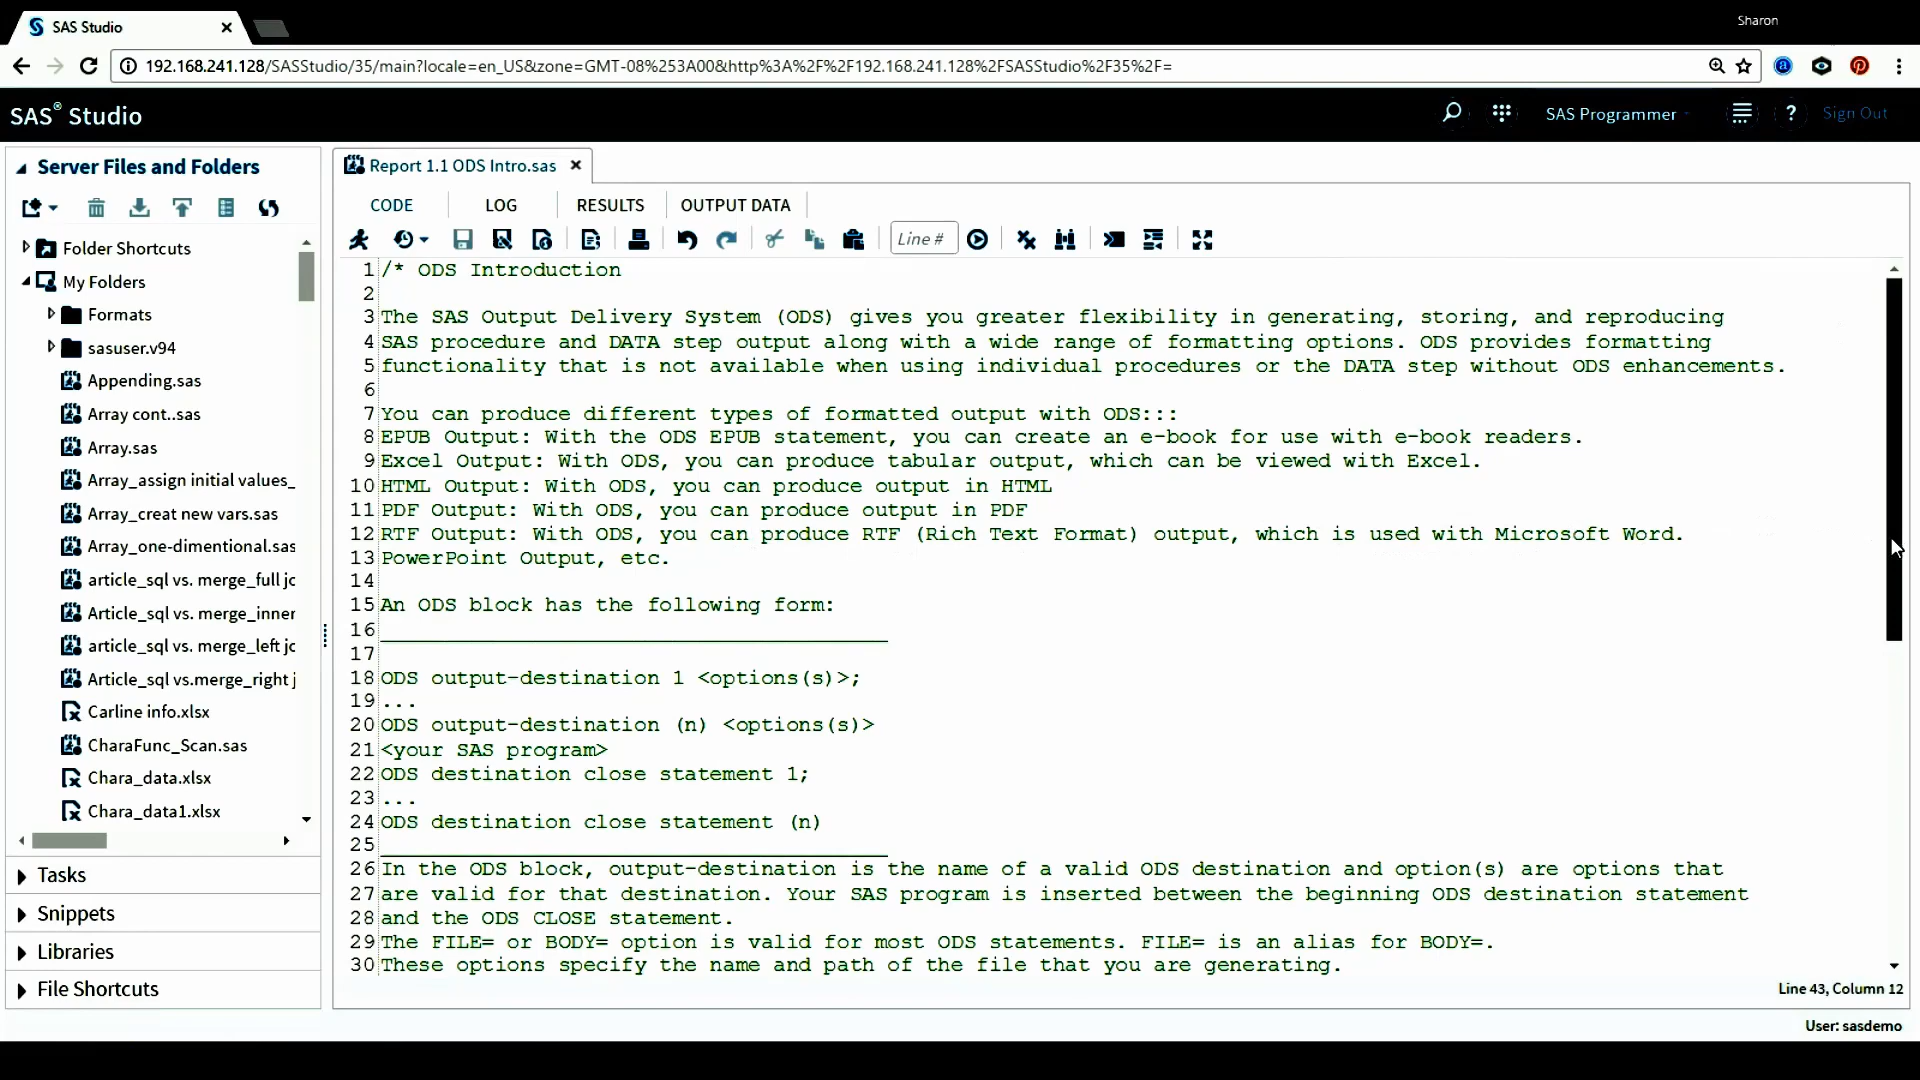 SAS Studio
Sharon
192.168.241.128/SASStudio/35/main?locale=en_US&zone=GMT-08%253A00&http%3A%2F%2F192.168.241.128%2FSASStudio%2F35%2F=
SAS® Studio
SAS Programmer
?
Sign Out
Server Files and Folders
Folder Shortcuts
My Folders
Formats
sasuser.v94
Appending.sas
Array cont..sas
Array.sas
Array_assign initial values_
Array_creat new vars.sas
Array_one-dimentional.sas
article_sql vs. merge_full jo
Article_sql vs. merge_inner
article_sql vs. merge_left jo
Article_sql vs.merge_right j
Carline info.xlsx
CharaFunc_Scan.sas
Chara_data.xlsx
Chara_data1.xlsx
Tasks
Snippets
Libraries
File Shortcuts
Report 1.1 ODS Intro.sas
CODE LOG RESULTS OUTPUT DATA
Line #
1 /* ODS Introduction
2
3 The SAS Output Delivery System (ODS) gives you greater flexibility in generating, storing, and reproducing
4 SAS procedure and DATA step output along with a wide range of formatting options. ODS provides formatting
5 functionality that is not available when using individual procedures or the DATA step without ODS enhancements.
6
7 You can produce different types of formatted output with ODS:::
8 EPUB Output: With the ODS EPUB statement, you can create an e-book for use with e-book readers.
9 Excel Output: With ODS, you can produce tabular output, which can be viewed with Excel.
10 HTML Output: With ODS, you can produce output in HTML
11 PDF Output: With ODS, you can produce output in PDF
12 RTF Output: With ODS, you can produce RTF (Rich Text Format) output, which is used with Microsoft Word.
13 PowerPoint Output, etc.
14
15 An ODS block has the following form:
16 ________________________________________
17
18 ODS output-destination 1 <options(s)>;
19 ...
20 ODS output-destination (n) <options(s)>
21 <your SAS program>
22 ODS destination close statement 1;
23 ...
24 ODS destination close statement (n)
25 ________________________________________
26 In the ODS block, output-destination is the name of a valid ODS destination and option(s) are options that
27 are valid for that destination. Your SAS program is inserted between the beginning ODS destination statement
28 and the ODS CLOSE statement.
29 The FILE= or BODY= option is valid for most ODS statements. FILE= is an alias for BODY=.
30 These options specify the name and path of the file that you are generating.
Line 43, Column 12
User: sasdemo